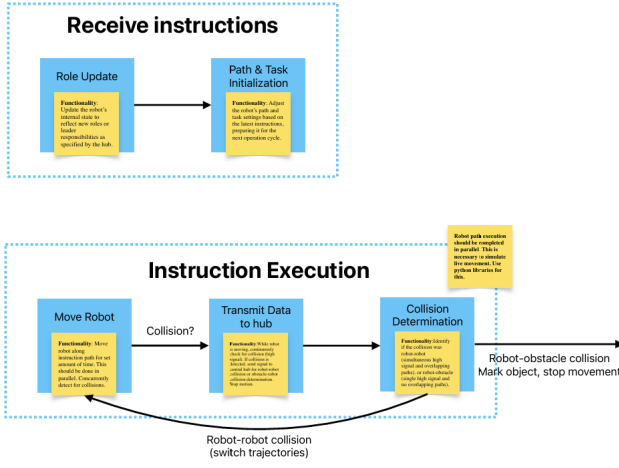 Receive instructions
Role Update
Functionality:
Update the robot's
internal state to
reflect new roles or
leader
responsibilities as
specified by the hub.
Path & Task
Initialization
Functionality: Adjust
the robot's path and
task settings based on
the latest instructions,
preparing it for the
next operation cycle.
Robot path execution
should be completed
in parallel. This is
necessary to simulate
live movement. Use
python libraries for
this.
Instruction Execution
Move Robot
Functionality: Move
robot along
instruction path for set
amount of time. This
should be done in
parallel. Concurrently
detect for collisions.
Collision?
Transmit Data
to hub
Functionality:While robot
is moving, continuously
check for collision (high
signal). If collision is
detected, send signal to
central hub for robot-robot
collision or obstacle-robot
collision determination.
Stop motion.
Collision
Determination
Functionality:Identify
if the collision was
robot-robot
(simultaneous high
signal and overlapping
paths), or robot-obstacle
(single high signal and
no overlapping paths).
Robot-obstacle collision
Mark object, stop movement
Robot-robot collision
(switch trajectories)